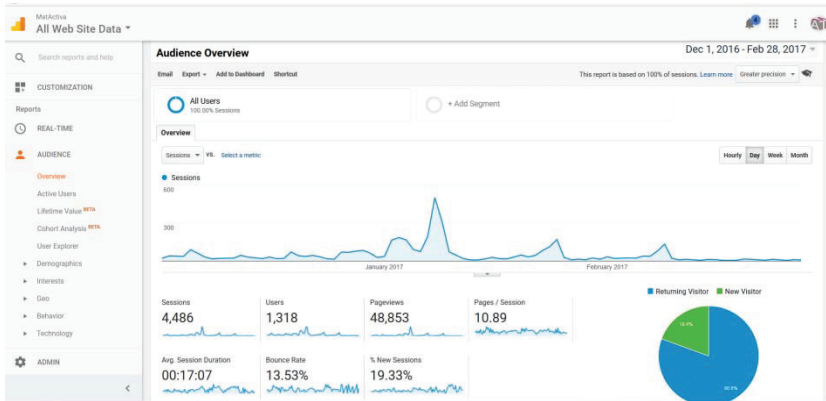 MatActiva
All Web Site Data
4
Search reports and help
CUSTOMIZATION
Reports
REAL-TIME
AUDIENCE
Overview
Active Users
Lifetime Value BETA
Cohort Analysis BETA
User Explorer
Demographics
Interests
Geo
Behavior
Technology
ADMIN
Audience Overview
Dec 1, 2016 - Feb 28, 2017
Email Export Add to Dashboard Shortcut
This report is based on 100% of sessions. Learn more Greater precision
All Users
100.00% Sessions
+ Add Segment
Overview
Sessions VS. Select a metric
Hourly Day Week Month
Sessions
600
300
January 2017 February 2017
Returning Visitor New Visitor
Sessions Users Pageviews Pages / Session
4,486 1,318 48,853 10.89
Avg. Session Duration Bounce Rate % New Sessions
00:17:07 13.53% 19.33%